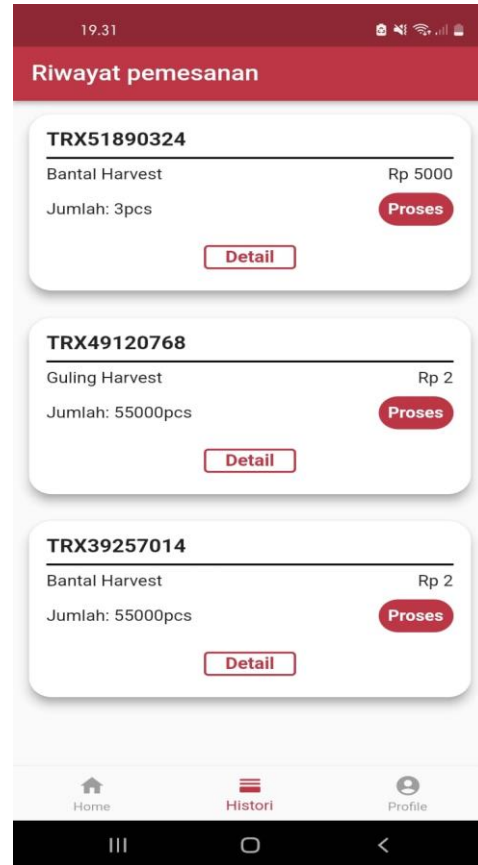 19.31
Riwayat pemesanan
TRX51890324
Bantal Harvest Rp 5000
Jumlah: 3pcs Proses
Detail
TRX49120768
Guling Harvest Rp 2
Jumlah: 55000pcs Proses
Detail
TRX39257014
Bantal Harvest Rp 2
Jumlah: 55000pcs Proses
Detail
Home Histori Profile